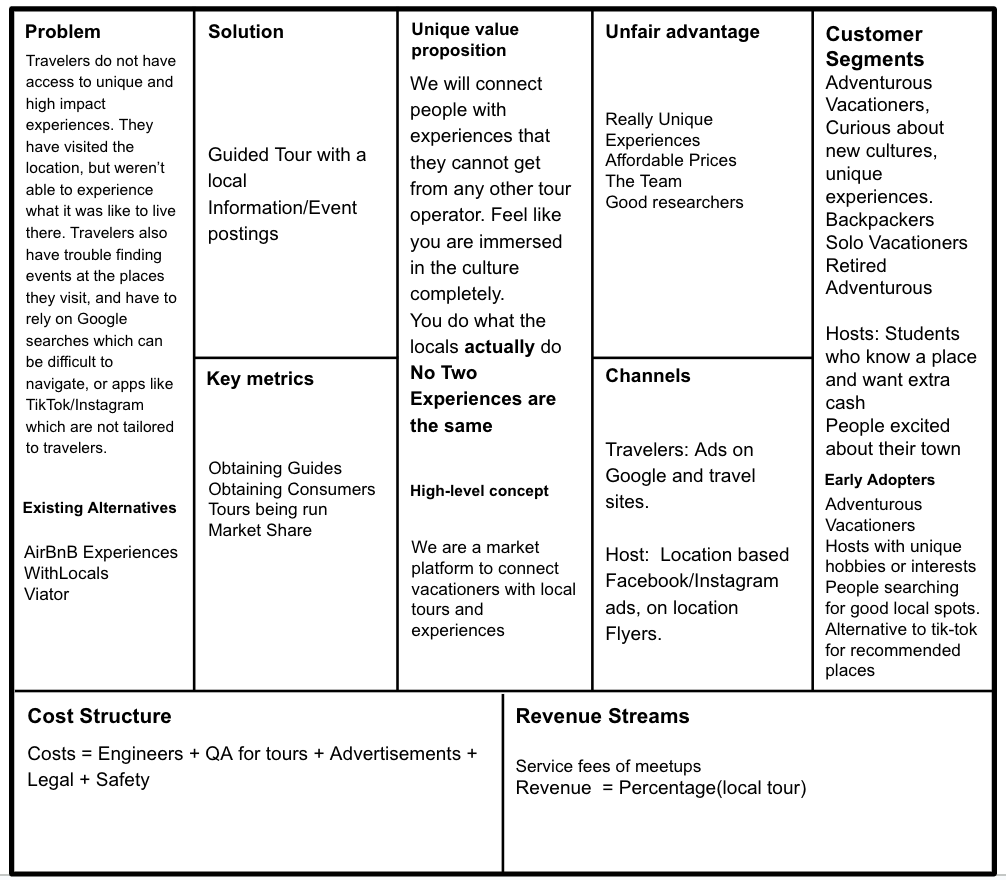 Problem
Travelers do not have
access to unique and
high impact
experiences. They
have visited the
location, but weren't
able to experience
what it was like to live
there. Travelers also
have trouble finding
events at the places
they visit, and have to
rely on Google
searches which can
be difficult to
navigate, or apps like
TikTok/Instagram
which are not tailored
to travelers.
Existing Alternatives
AirBnB Experiences
WithLocals
Viator
Solution
Guided Tour with a
local
Information/Event
postings
Key metrics
Obtaining Guides
Obtaining Consumers
Tours being run
Market Share
Unique value
proposition
We will connect
people with
experiences that
they cannot get
from any other tour
operator. Feel like
you are immersed
in the culture
completely.
You do what the
locals actually do
No Two
Experiences are
the same
High-level concept
We are a market
platform to connect
vacationers with local
tours and
experiences
Unfair advantage
Really Unique
Experiences
Affordable Prices
The Team
Good researchers
Channels
Travelers: Ads on
Google and travel
sites.
Host:  Location based
Facebook/Instagram
ads, on location
Flyers.
Customer
Segments
Adventurous
Vacationers,
Curious about
new cultures,
unique
experiences.
Backpackers
Solo Vacationers
Retired
Adventurous
Hosts: Students
who know a place
and want extra
cash
People excited
about their town
Early Adopters
Adventurous
Vacationers
Hosts with unique
hobbies or interests
People searching
for good local spots.
Alternative to tik-tok
for recommended
places
Cost Structure
Costs = Engineers + QA for tours + Advertisements +
Legal + Safety
Revenue Streams
Service fees of meetups
Revenue  = Percentage(local tour)